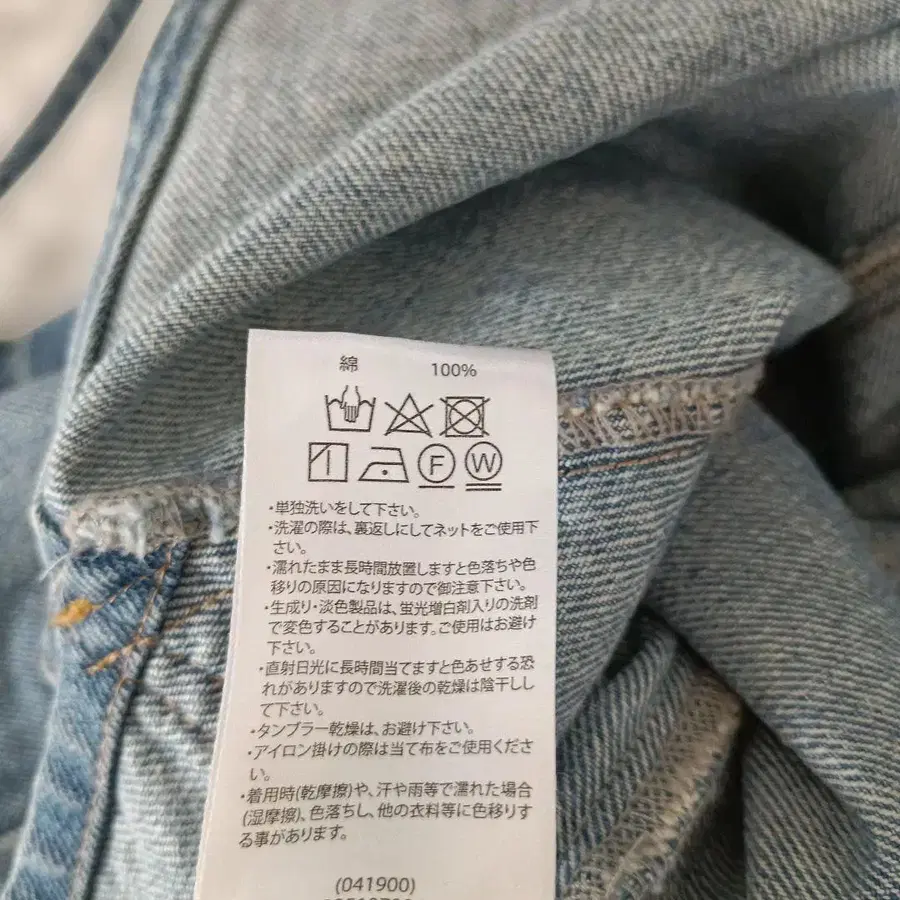 綿 100%
F W
・単独洗いをして下さい。
・洗濯の際は、裏返しにしてネットをご使用下
さい。
・濡れたまま長時間放置しますと色落ちや色
移りの原因になりますので御注意下さい。
・生成り・淡色製品は、蛍光増白剤入りの洗剤
で変色することがあります。ご使用はお避け
下さい。
・直射日光に長時間当てますと色あせする恐
れがありますので洗濯後の乾燥は陰干しし
て下さい。
・タンブラー乾燥は、お避け下さい。
・アイロン掛けの際は当て布をご使用くださ
い。
・着用時(乾摩擦)や、汗や雨等で濡れた場合
(湿摩擦)、色落ちし、他の衣料等に色移りす
る事があります。
(041900)